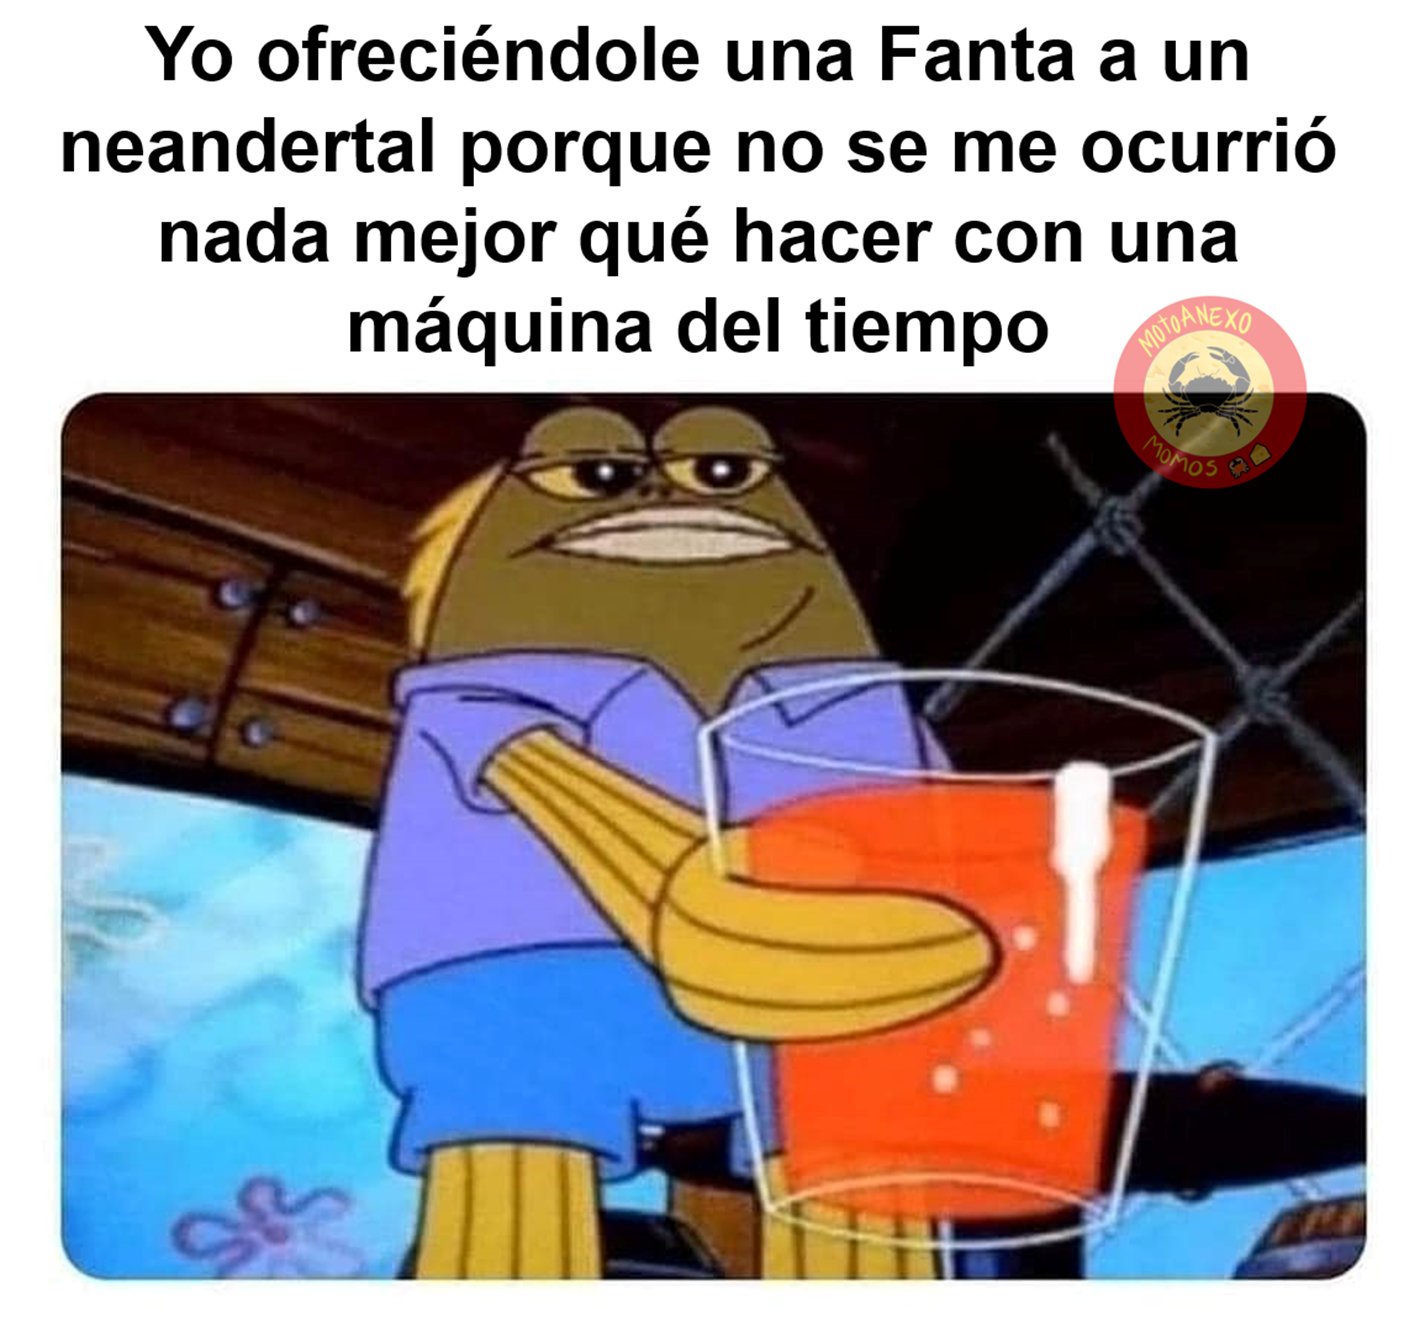 Yo ofreciéndole una Fanta a un
neandertal porque no se me ocurrió
nada mejor qué hacer con una
máquina del tiempo
MOTOANEXO
MOMOS